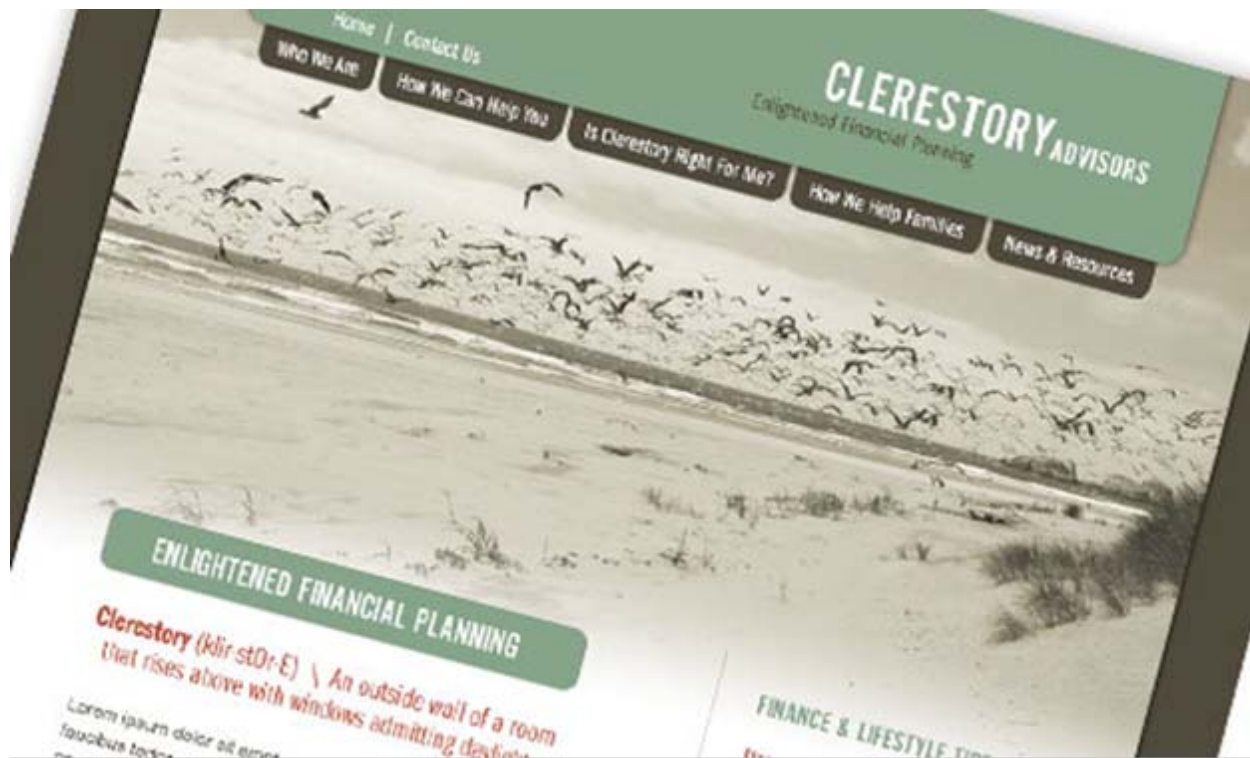 Home | Contact Us
CLERESTORY ADVISORS
Enlightened Financial Planning
Who We Are
How We Can Help You
Is Clerestory Right For Me?
How We Help Families
News & Resources
ENLIGHTENED FINANCIAL PLANNING
Clerestory (klir·stOr·E) \ An outside wall of a room
that rises above with windows admitting daylight
Lorem ipsum dolor sit amet
faucibus
FINANCE & LIFESTYLE TIPS